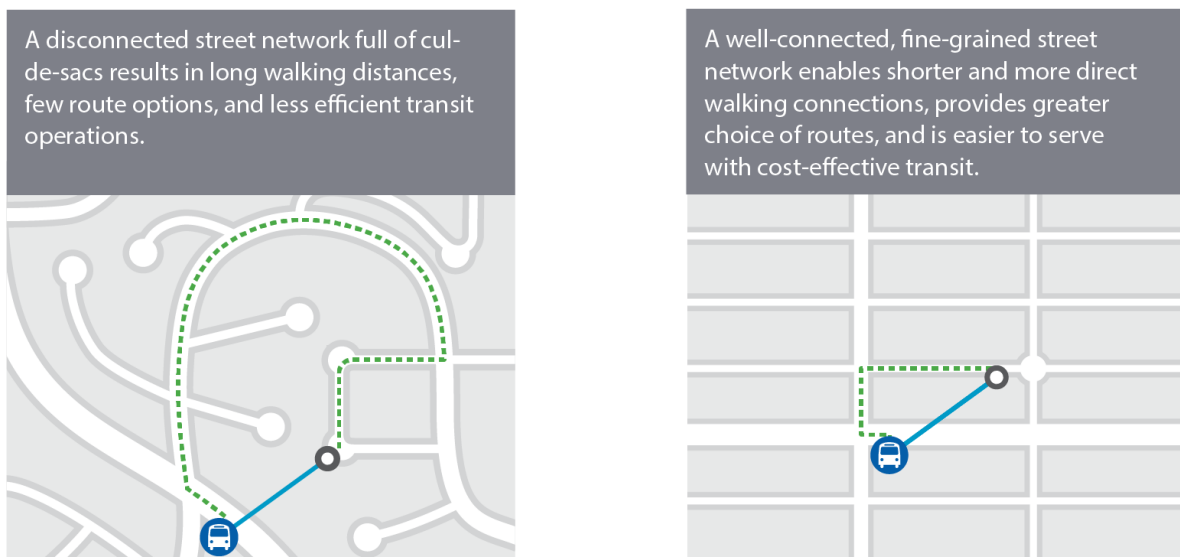 A disconnected street network full of cul-
de-sacs results in long walking distances,
few route options, and less efficient transit
operations.
A well-connected, fine-grained street
network enables shorter and more direct
walking connections, provides greater
choice of routes, and is easier to serve
with cost-effective transit.